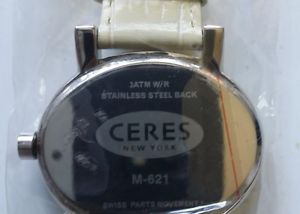 3ATM W/R
STAINLESS STEEL BACK
CERES
NEW YORK
M-621
SWISS PARTS MOVEMENT